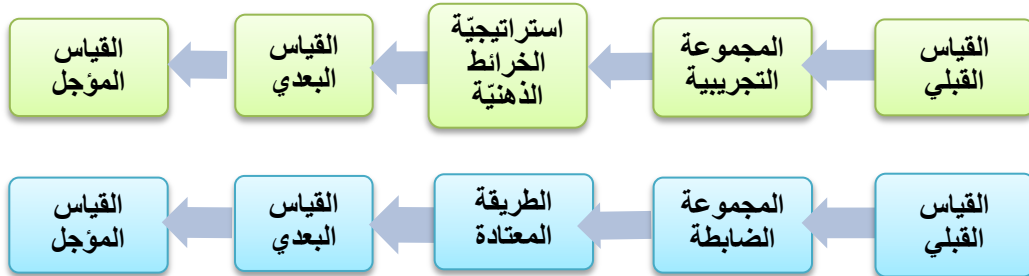 القياس
القبلي
المجموعة
التجريبية
استراتيجيّة
الخرائط
الذهنيّة
القياس
البعدي
القياس
المؤجل
القياس
القبلي
المجموعة
الضابطة
الطريقة
المعتادة
القياس
البعدي
القياس
المؤجل